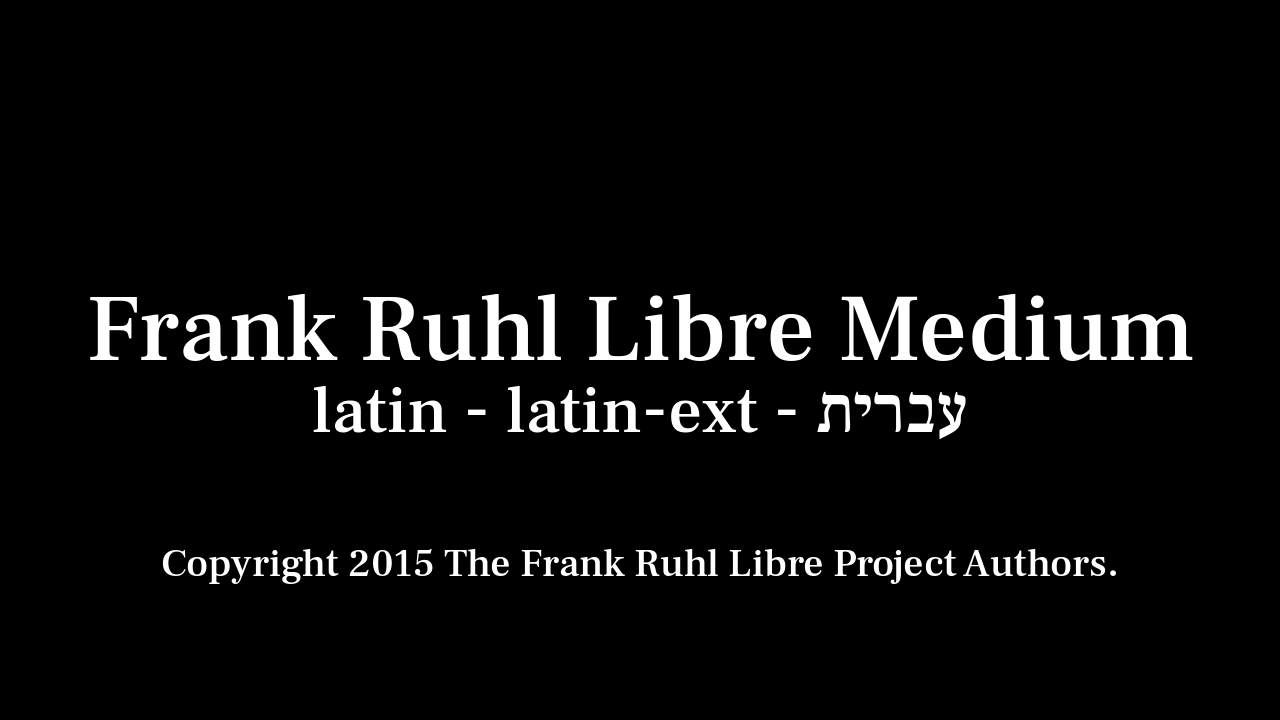 Frank Ruhl Libre Medium
latin - latin-ext - עברית
Copyright 2015 The Frank Ruhl Libre Project Authors.